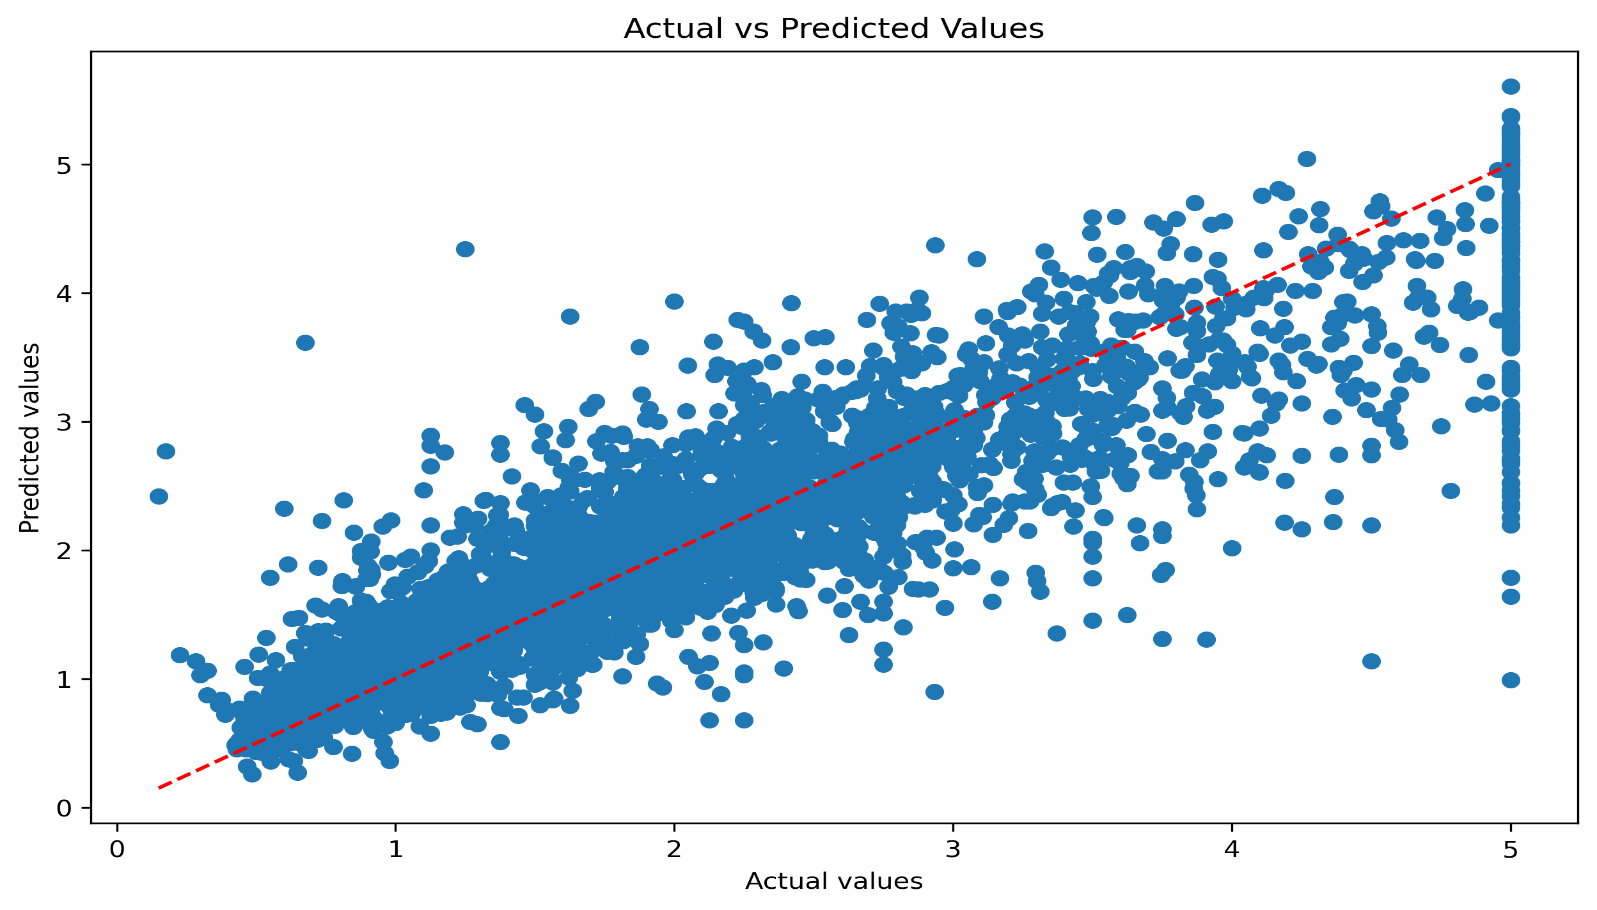 Actual vs Predicted Values
Predicted values
5
4
3
2
1
0
0 1 2 3 4 5
Actual values